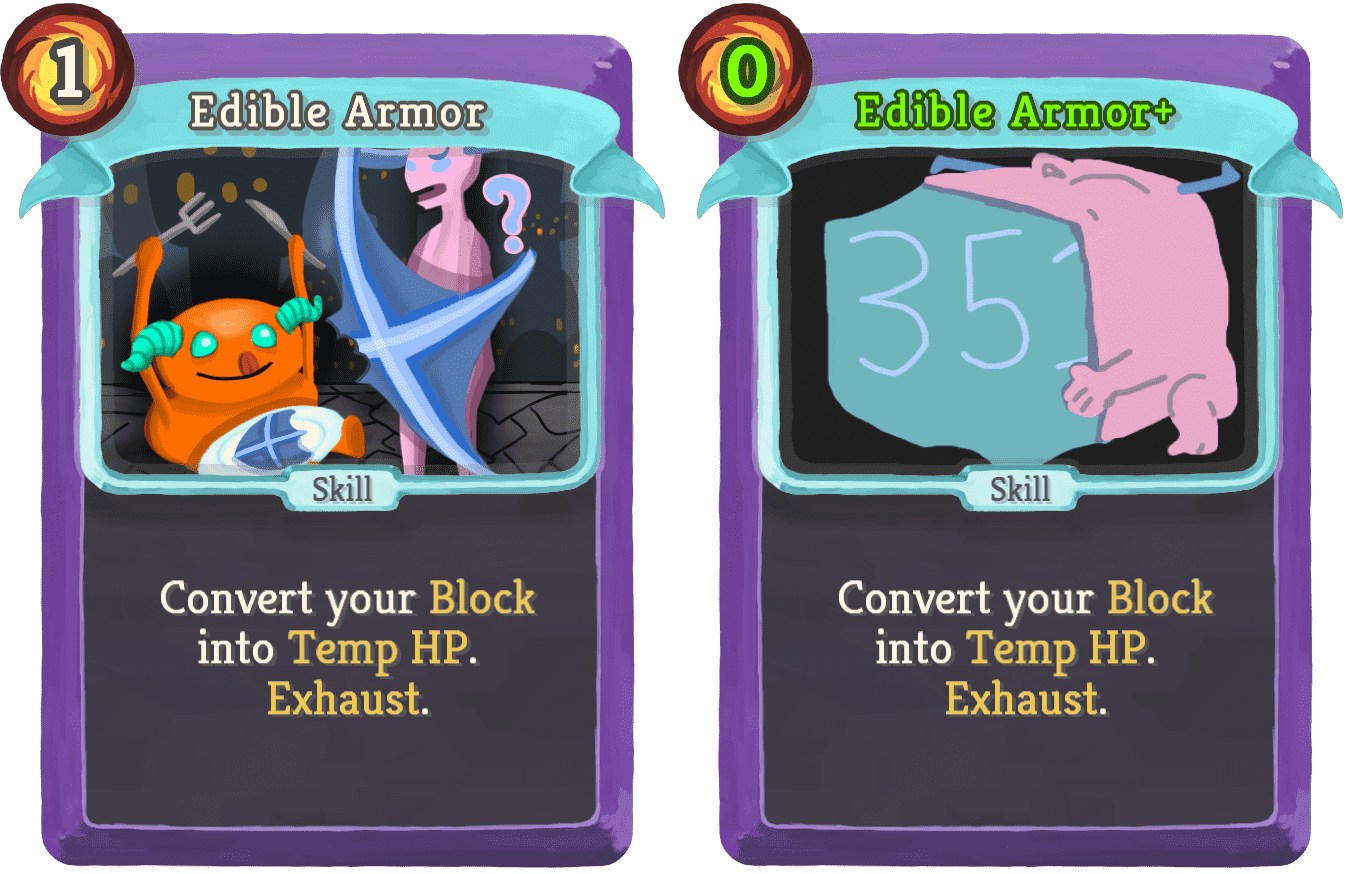 1
Edible Armor
?
Skill
Convert your Block
into Temp HP.
Exhaust.
0
Edible Armor+
35
Skill
Convert your Block
into Temp HP.
Exhaust.